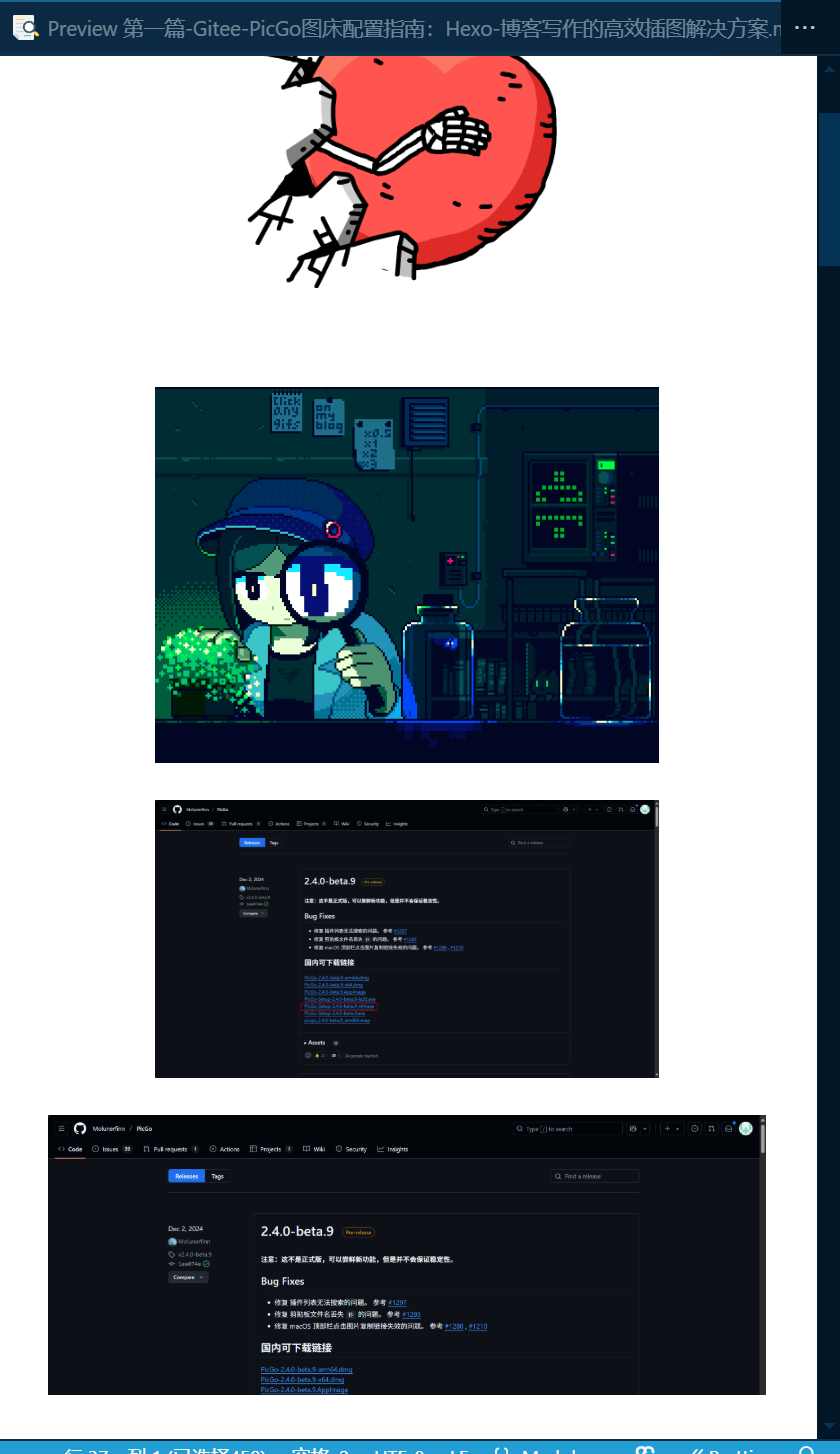 Preview 第一篇-Gitee-PicGo图床配置指南：Hexo-博客写作的高效插图解决方案.m
click any gifs
on my blog
x0.5
x1
x2
x3
Molunerfinn / PicGo
Type / to search
Code Issues 39 Pull requests 1 Actions Projects 1 Wiki Security Insights
Releases Tags
Find a release
Dec 2, 2024
Molunerfinn
v2.4.0-beta.9
1ee874e
Compare
2.4.0-beta.9 Pre-release
注意：这不是正式版，可以尝鲜新功能，但是并不会保证稳定性。
Bug Fixes
修复 插件列表无法搜索的问题。 参考 #1297
修复 剪贴板文件名丢失 的问题。 参考 #1293
修复 macOS 顶部栏点击图片复制链接失效的问题。 参考 #1280 , #1210
国内可下载链接
PicGo-2.4.0-beta.9-arm64.dmg
PicGo-2.4.0-beta.9-x64.dmg
PicGo-2.4.0-beta.9.AppImage
PicGo-Setup-2.4.0-beta.9-ia32.exe
PicGo-Setup-2.4.0-beta.9-x64.exe
PicGo-Setup-2.4.0-beta.9.exe
picgo_2.4.0-beta.9_amd64.snap
Assets
24 people reacted
Molunerfinn / PicGo
Type / to search
Code Issues 39 Pull requests 1 Actions Projects 1 Wiki Security Insights
Releases Tags
Find a release
Dec 2, 2024
Molunerfinn
v2.4.0-beta.9
1ee874e
Compare
2.4.0-beta.9 Pre-release
注意：这不是正式版，可以尝鲜新功能，但是并不会保证稳定性。
Bug Fixes
修复 插件列表无法搜索的问题。 参考 #1297
修复 剪贴板文件名丢失 的问题。 参考 #1293
修复 macOS 顶部栏点击图片复制链接失效的问题。 参考 #1280 , #1210
国内可下载链接
PicGo-2.4.0-beta.9-arm64.dmg
PicGo-2.4.0-beta.9-x64.dmg
PicGo-2.4.0-beta.9.AppImage